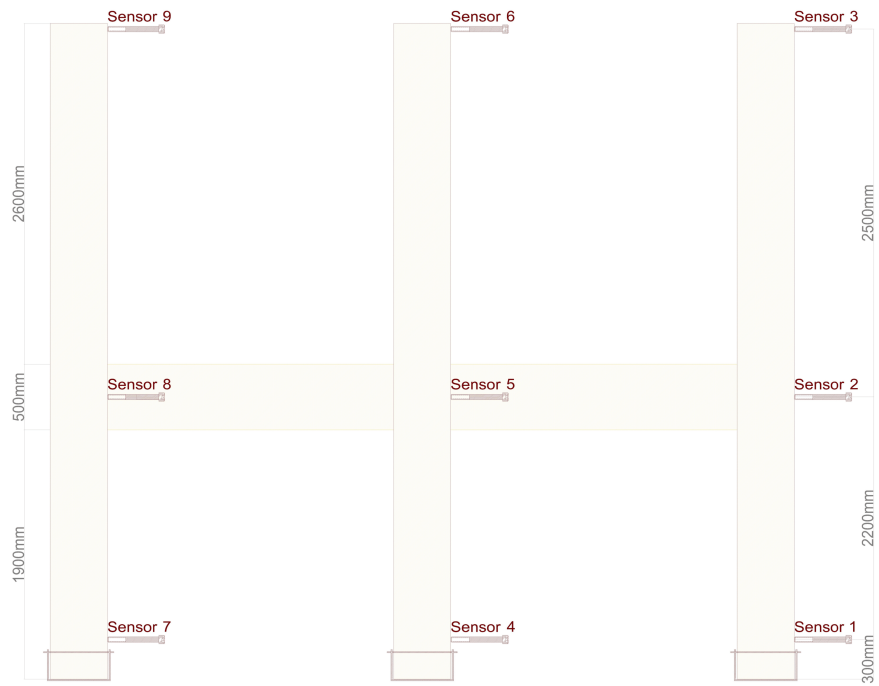 Sensor 9
Sensor 6
Sensor 3
2600mm
2500mm
Sensor 8
Sensor 5
Sensor 2
500mm
2200mm
1900mm
Sensor 7
Sensor 4
Sensor 1
300mm